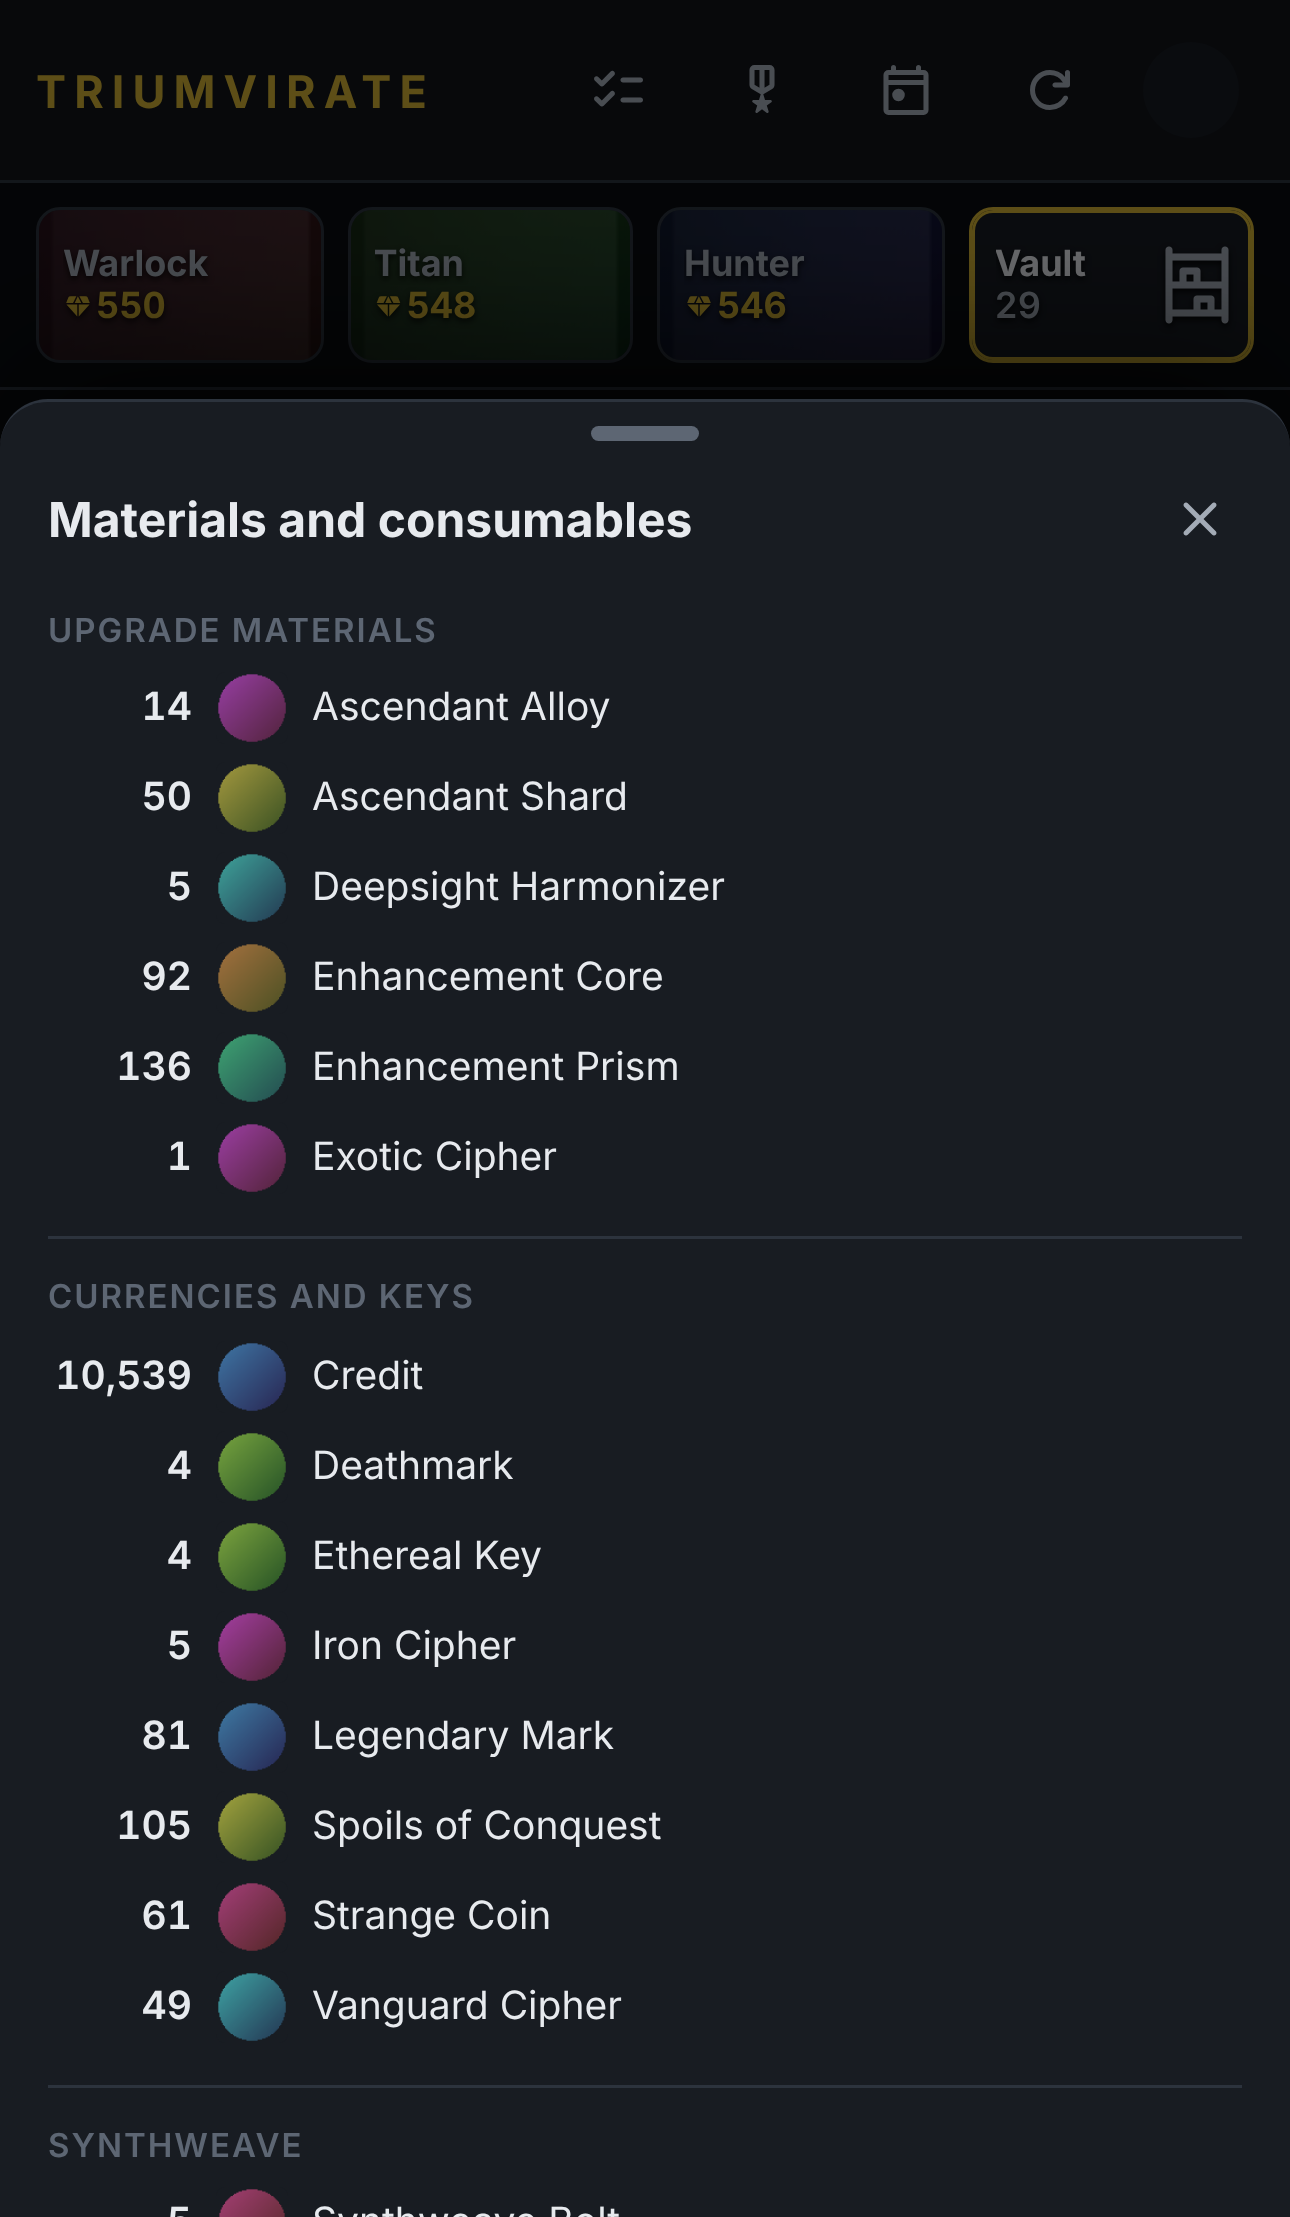 TRIUMVIRATE
Warlock
550
Titan
548
Hunter
546
Vault
29
Materials and consumables
UPGRADE MATERIALS
14 Ascendant Alloy
50 Ascendant Shard
5 Deepsight Harmonizer
92 Enhancement Core
136 Enhancement Prism
1 Exotic Cipher
CURRENCIES AND KEYS
10,539 Credit
4 Deathmark
4 Ethereal Key
5 Iron Cipher
81 Legendary Mark
105 Spoils of Conquest
61 Strange Coin
49 Vanguard Cipher
SYNTHWEAVE
5 Synthweave Bolt